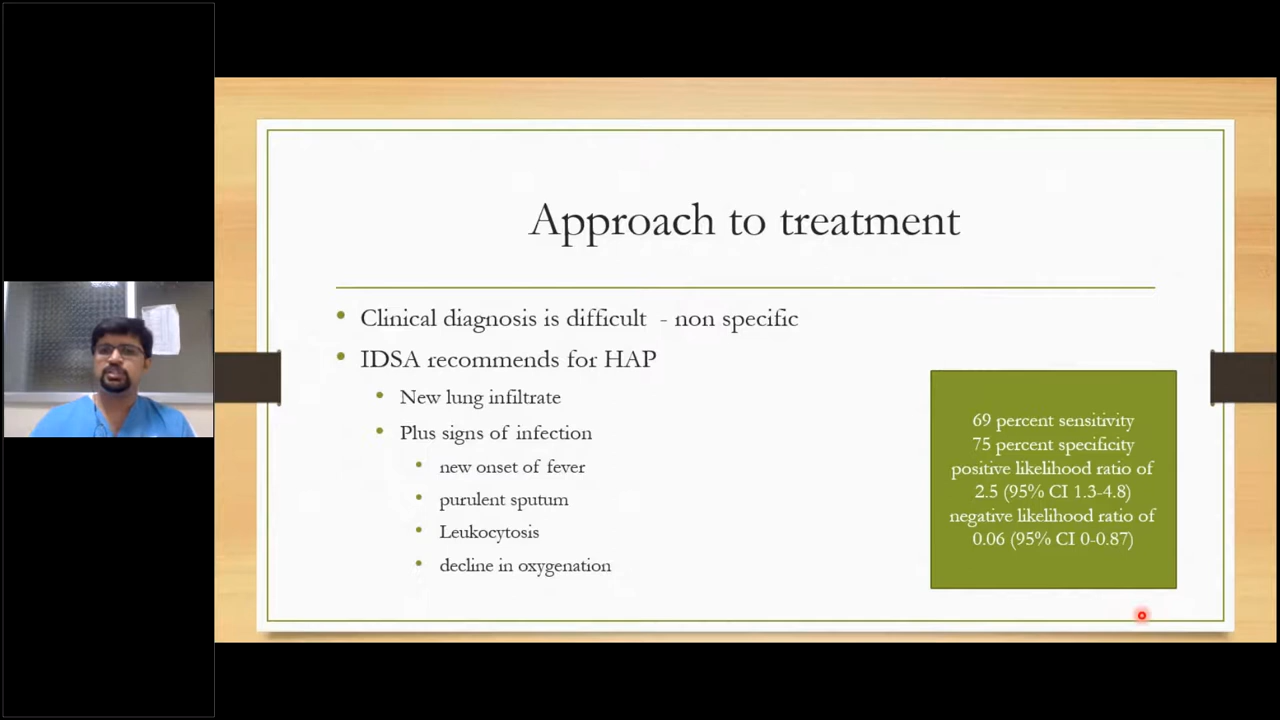 Approach to treatment
Clinical diagnosis is difficult - non specific
IDSA recommends for HAP
New lung infiltrate
Plus signs of infection
new onset of fever
purulent sputum
Leukocytosis
decline in oxygenation
69 percent sensitivity
75 percent specificity
positive likelihood ratio of
2.5 (95% CI 1.3-4.8)
negative likelihood ratio of
0.06 (95% CI 0-0.87)